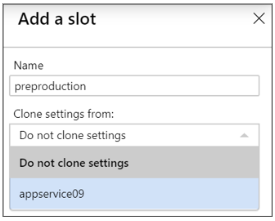 Add a slot
Name
preproduction
Clone settings from:
Do not clone settings
Do not clone settings
appservice09